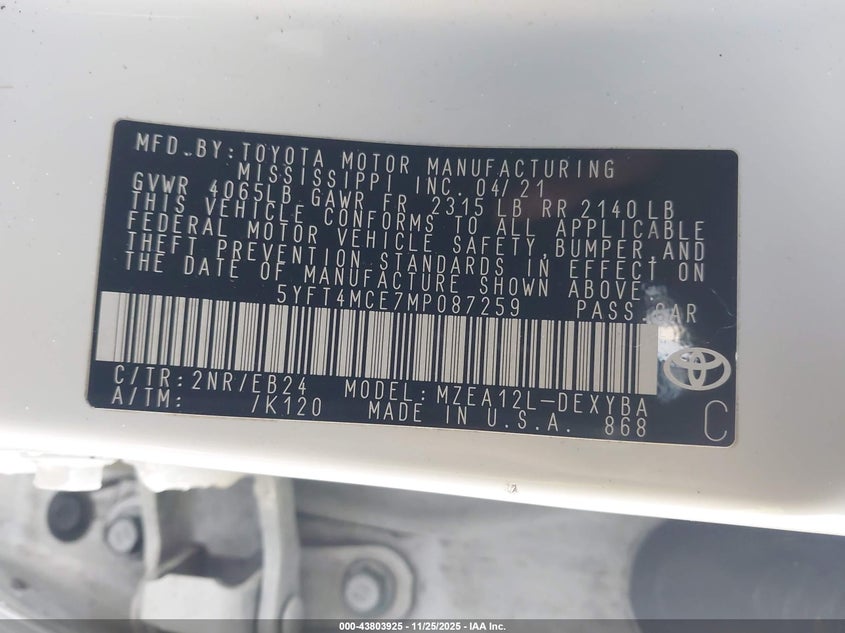 MFD.BY:TOYOTA MOTOR MANUFACTURING
MISSISSIPPI INC. 04/21
GVWR 4065LB GAWR FR 2315 LB RR 2140LB
THIS VEHICLE CONFORMS TO ALL APPLICABLE
FEDERAL MOTOR VEHICLE SAFETY,BUMPER,AND
THEFT PREVENTION STANDARDS IN EFFECT ON
THE DATE OF MANUFACTURE SHOWN ABOVE.
5YFT4MCE7MP087259 PASS.CAR
C/TR:2NR/EB24 MODEL:MZEA12L-DEXYBA
A/TM: /K120 MADE IN U.S.A. 868
C
000-43803925 - 11/25/2025 - IAA Inc.